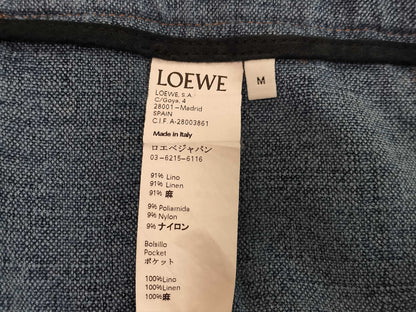 LOEWE
M
LOEWE, S.A.
C/Goya. 4
28001-Madrid
SPAIN
C.I.F. A-28003861
Made in Italy
ロエベジャパン
03-6215-6116
91% Lino
91% Linen
91% 麻
9% Poliamida
9% Nylon
9% ナイロン
Bolsillo
Pocket
ポケット
100%Lino
100%Linen
100%麻